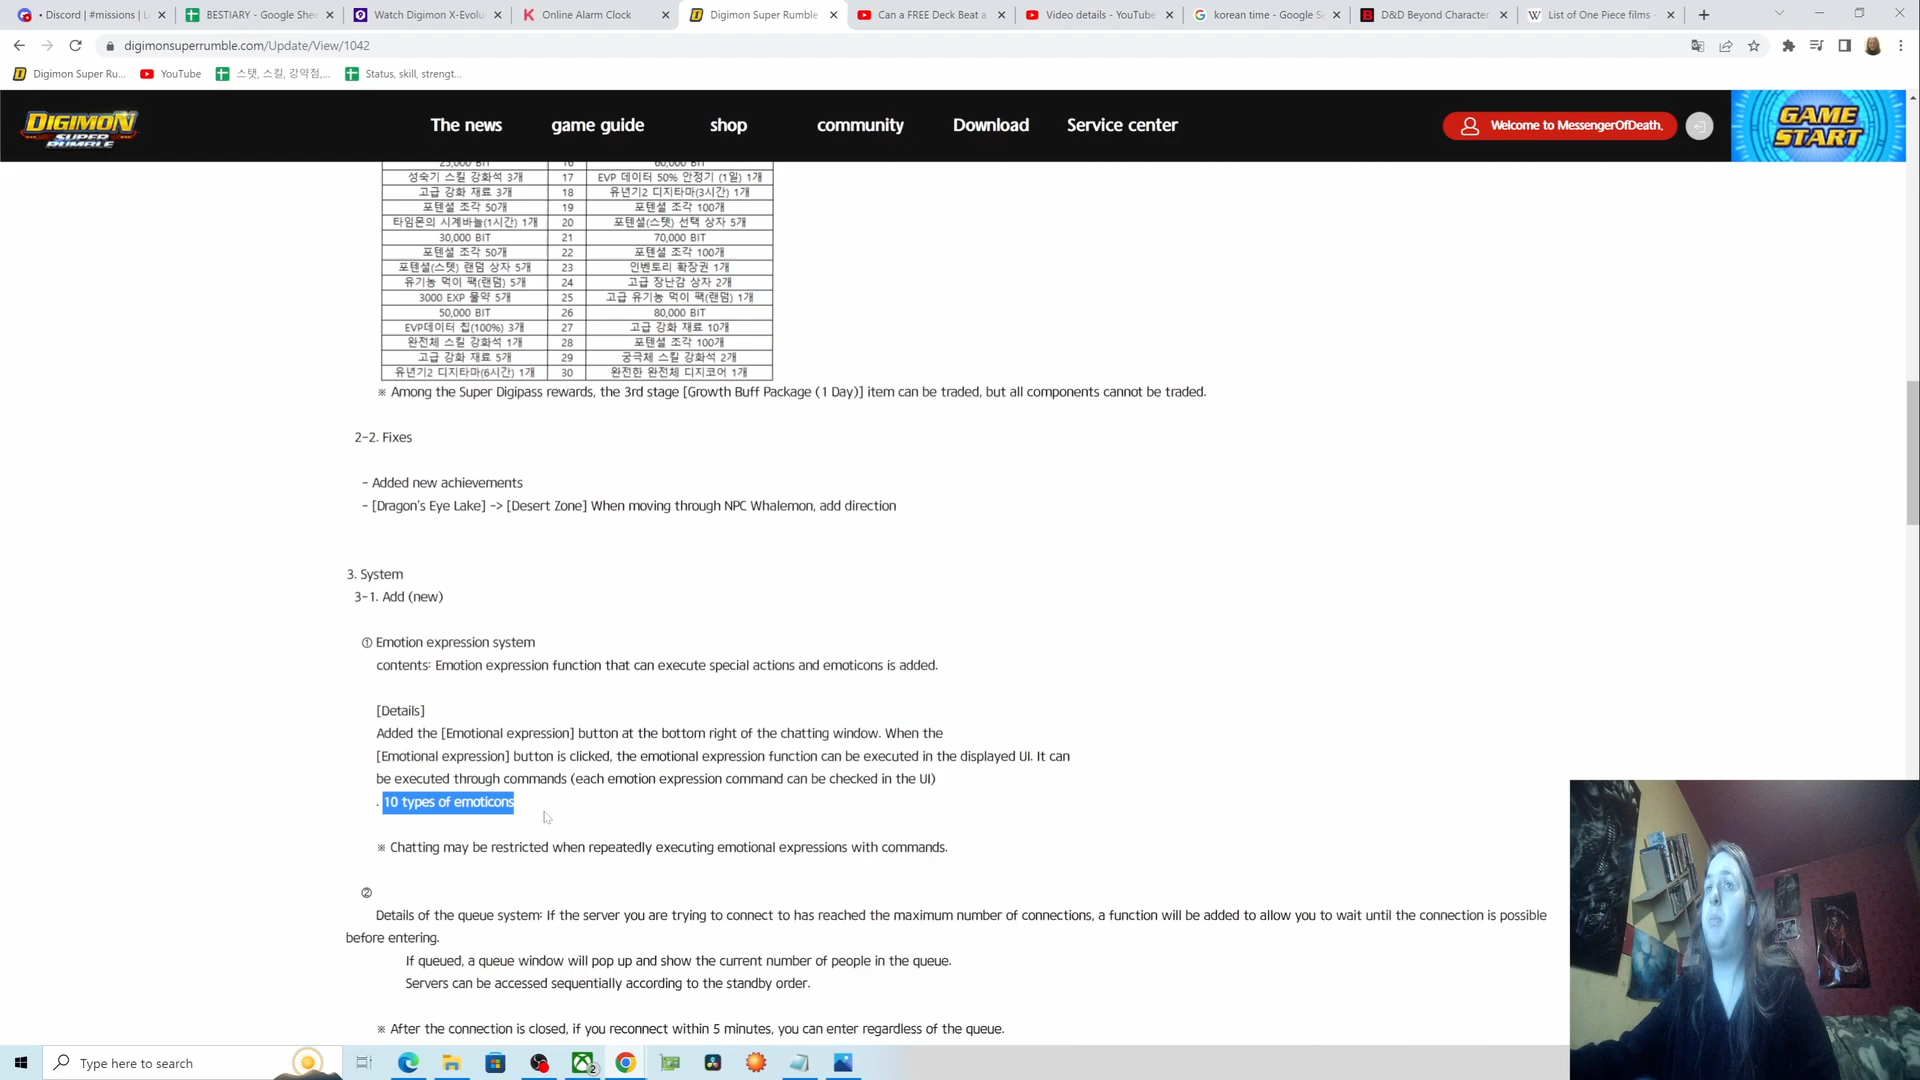 • Discord | #missions | L
BESTIARY - Google Shee
Watch Digimon X-Evolu
Online Alarm Clock
Digimon Super Rumble
Can a FREE Deck Beat a
Video details - YouTube
korean time - Google Se
D&D Beyond Character
List of One Piece films -
digimonsuperrumble.com/Update/View/1042
Digimon Super Ru...
YouTube
스탯, 스킬, 강약점,...
Status, skill, strengt...
DIGIMON SUPER RUMBLE
The news
game guide
shop
community
Download
Service center
Welcome to MessengerOfDeath.
GAME START
25,000 BIT 16 60,000 BIT
성숙기 스킬 강화석 3개 17 EVP 데이터 50% 안정기 (1일) 1개
고급 강화 재료 3개 18 유년기2 디지타마(3시간) 1개
포텐셜 조각 50개 19 포텐셜 조각 100개
타임몬의 시계바늘(1시간) 1개 20 포텐셜(스텟) 선택 상자 5개
30,000 BIT 21 70,000 BIT
포텐셜 조각 50개 22 포텐셜 조각 100개
포텐셜(스텟) 랜덤 상자 5개 23 인벤토리 확장권 1개
유기농 먹이 팩(랜덤) 5개 24 고급 장난감 상자 2개
3000 EXP 물약 5개 25 고급 유기농 먹이 팩(랜덤) 1개
50,000 BIT 26 80,000 BIT
EVP데이터 칩(100%) 3개 27 고급 강화 재료 10개
완전체 스킬 강화석 1개 28 포텐셜 조각 100개
고급 강화 재료 5개 29 궁극체 스킬 강화석 2개
유년기2 디지타마(6시간) 1개 30 완전한 완전체 디지코어 1개
※ Among the Super Digipass rewards, the 3rd stage [Growth Buff Package (1 Day)] item can be traded, but all components cannot be traded.
2-2. Fixes
- Added new achievements
- [Dragon's Eye Lake] -> [Desert Zone] When moving through NPC Whalemon, add direction
3. System
3-1. Add (new)
① Emotion expression system
contents: Emotion expression function that can execute special actions and emoticons is added.
[Details]
Added the [Emotional expression] button at the bottom right of the chatting window. When the
[Emotional expression] button is clicked, the emotional expression function can be executed in the displayed UI. It can
be executed through commands (each emotion expression command can be checked in the UI)
. 10 types of emoticons
※ Chatting may be restricted when repeatedly executing emotional expressions with commands.
②
Details of the queue system: If the server you are trying to connect to has reached the maximum number of connections, a function will be added to allow you to wait until the connection is possible
before entering.
If queued, a queue window will pop up and show the current number of people in the queue.
Servers can be accessed sequentially according to the standby order.
※ After the connection is closed, if you reconnect within 5 minutes, you can enter regardless of the queue.
Type here to search
2